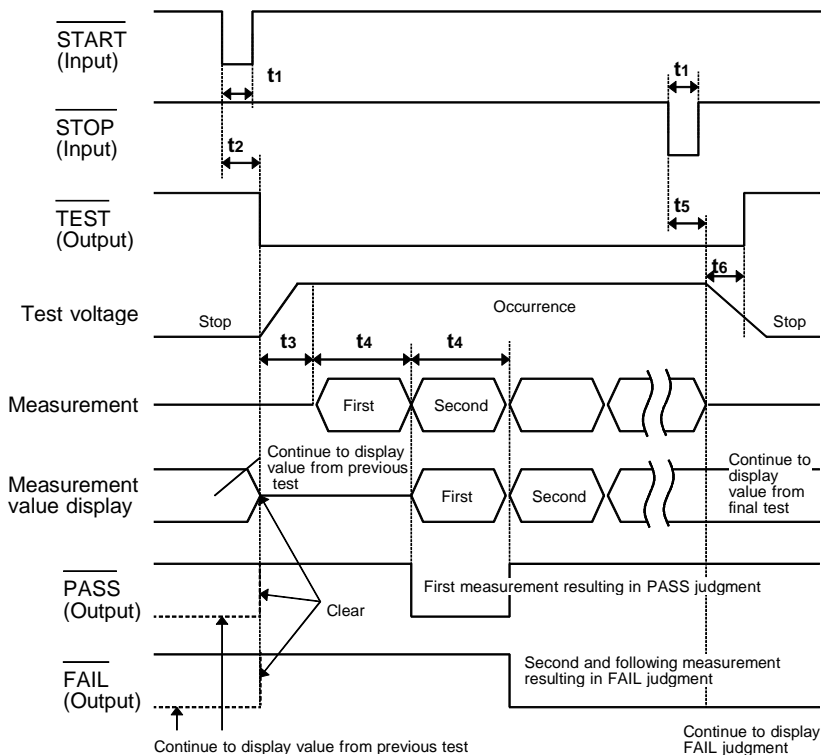 START
(Input)
t1
t1
STOP
(Input)
t2
TEST
(Output)
t5
t6
Test voltage
Stop
Occurrence
Stop
t3
t4
t4
Measurement
First
Second
Continue to display
value from previous
test
Measurement
value display
First
Second
Continue to
display
value from
final test
PASS
(Output)
First measurement resulting in PASS judgment
Clear
FAIL
(Output)
Second and following measurement
resulting in FAIL judgment
Continue to display value from previous test
Continue to display
FAIL judgment